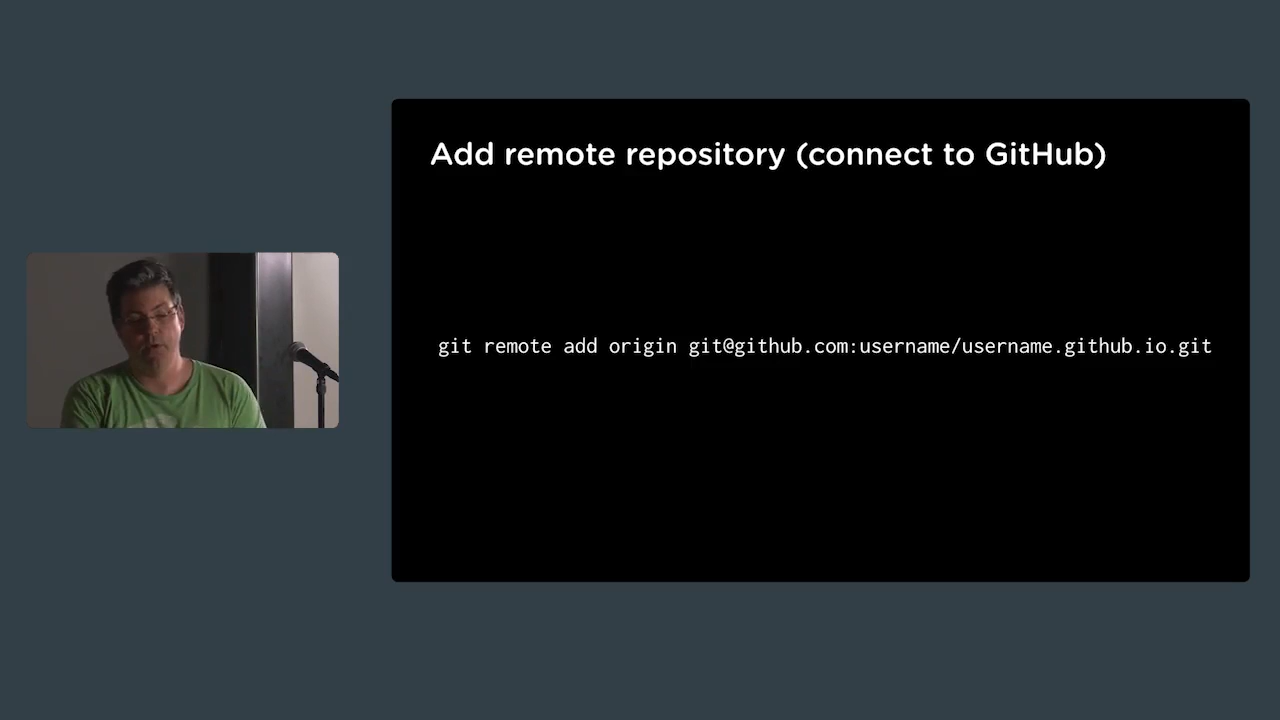 Add remote repository (connect to GitHub)
git remote add origin git@github.com:username/username.github.io.git